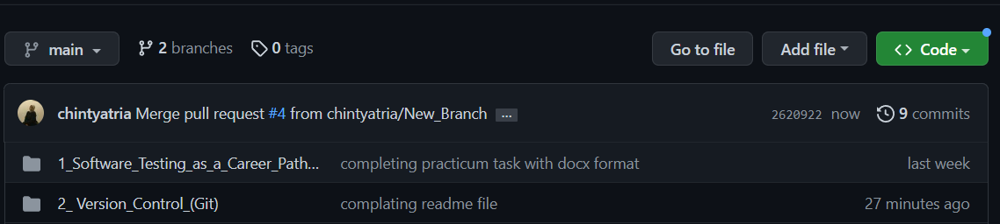 main 2 branches 0 tags Go to file Add file <> Code
chintyatria Merge pull request #4 from chintyatria/New_Branch ... 2620922 now 9 commits
1_Software_Testing_as_a_Career_Path... completing practicum task with docx format last week
2_ Version_Control_(Git) complating readme file 27 minutes ago